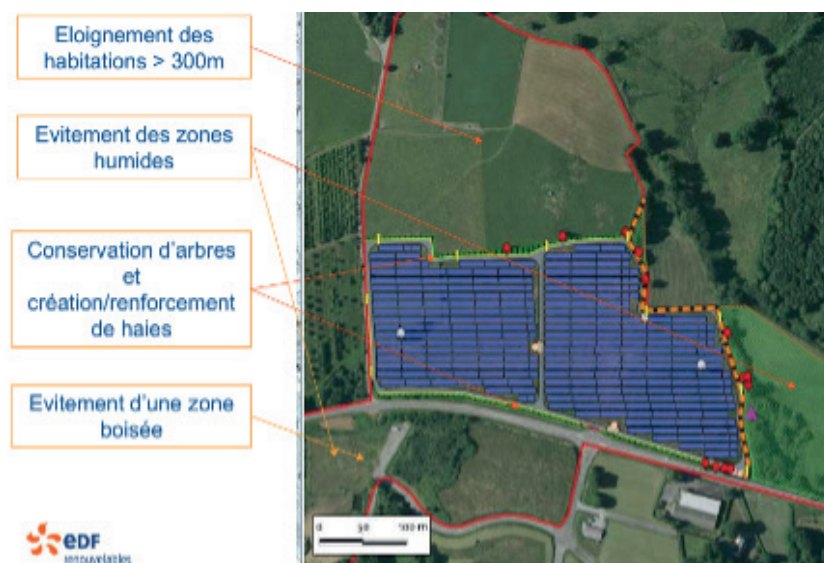 Eloignement des
habitations > 300m
Evitement des zones
humides
Conservation d'arbres
et
création/renforcement
de haies
Evitement d'une zone
boisée
edf
renouvelables
0 50 100 m